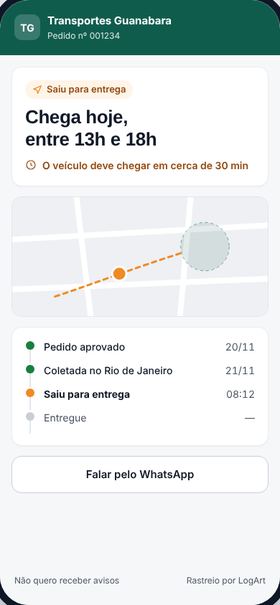 TG
Transportes Guanabara
Pedido nº 001234
Saiu para entrega
Chega hoje,
entre 13h e 18h
O veículo deve chegar em cerca de 30 min
Pedido aprovado 20/11
Coletada no Rio de Janeiro 21/11
Saiu para entrega 08:12
Entregue —
Falar pelo WhatsApp
Não quero receber avisos Rastreio por LogArt